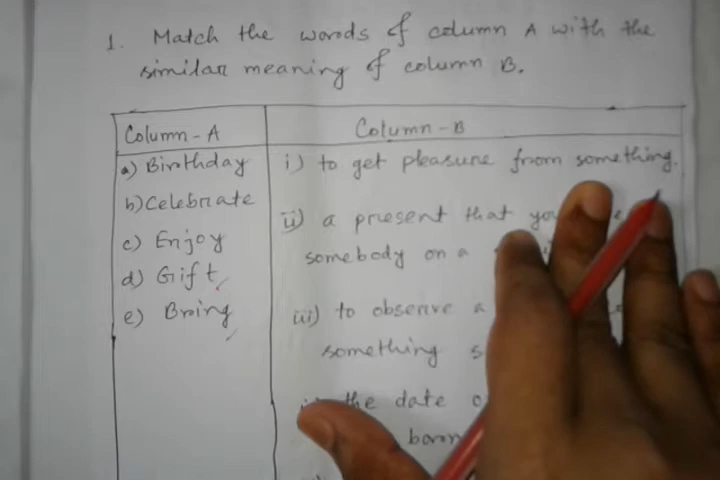 1. Match the words of column A with the
similar meaning of column B.
Column - A
Column - B
a) Birthday
i) to get pleasure from something.
b) Celebrate
ii) a present that
c) Enjoy
somebody on a
d) Gift
e) Bring
iii) to observe a
something
the date
born